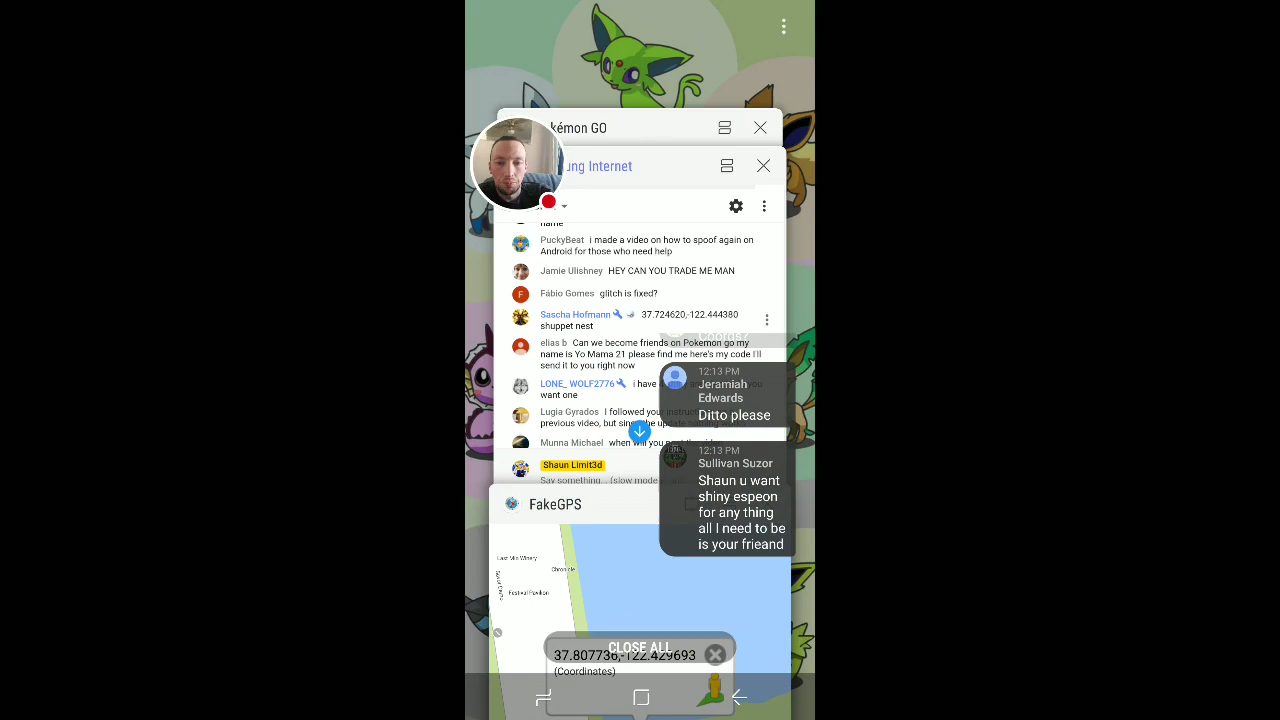 kémon GO
ung Internet
name
PuckyBeat i made a video on how to spoof again on
Android for those who need help
Jamie Ulishney HEY CAN YOU TRADE ME MAN
F Fábio Gomes glitch is fixed?
Sascha Hofmann 37.724620,-122.444380
shuppet nest
Coords?
elias b Can we become friends on Pokemon go my
name is Yo Mama 21 please find me here's my code I'll
send it to you right now
LONE_ WOLF2776 i have
want one
Lugia Gyrados I followed your
previous video, but
Munna Michael when will you
Shaun Limit3d
Say something... (slow mode
12:13 PM
Jeramiah
Edwards
Ditto please
12:13 PM
Sullivan Suzor
Shaun u want
shiny espeon
for any thing
all I need to be
is your frieand
FakeGPS
Last Min Winery
Chronicle
Festival Pavilion
CLOSE ALL
37.807736,-122.429693
(Coordinates)